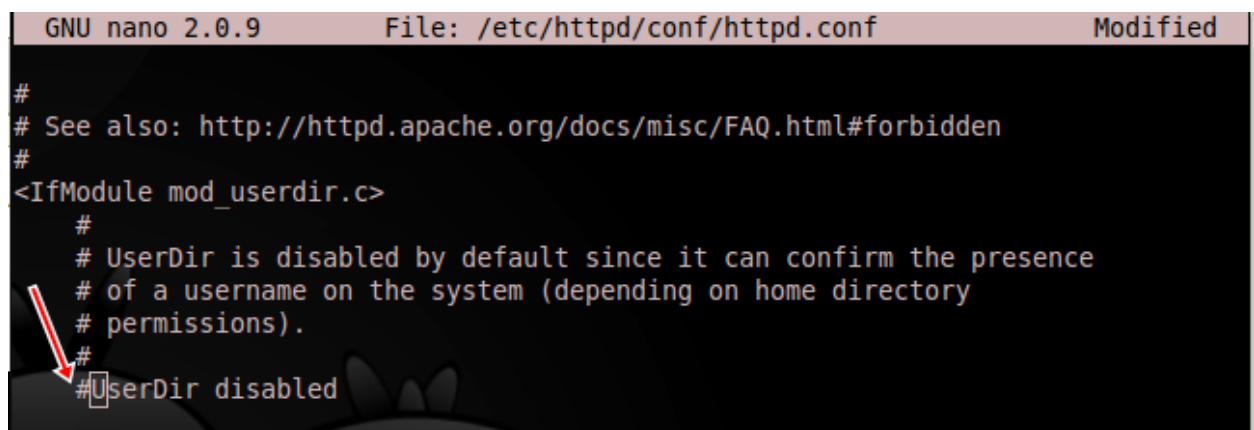 GNU nano 2.0.9 File: /etc/httpd/conf/httpd.conf Modified
#
# See also: http://httpd.apache.org/docs/misc/FAQ.html#forbidden
#
<IfModule mod_userdir.c>
#
# UserDir is disabled by default since it can confirm the presence
# of a username on the system (depending on home directory
# permissions).
#
#UserDir disabled